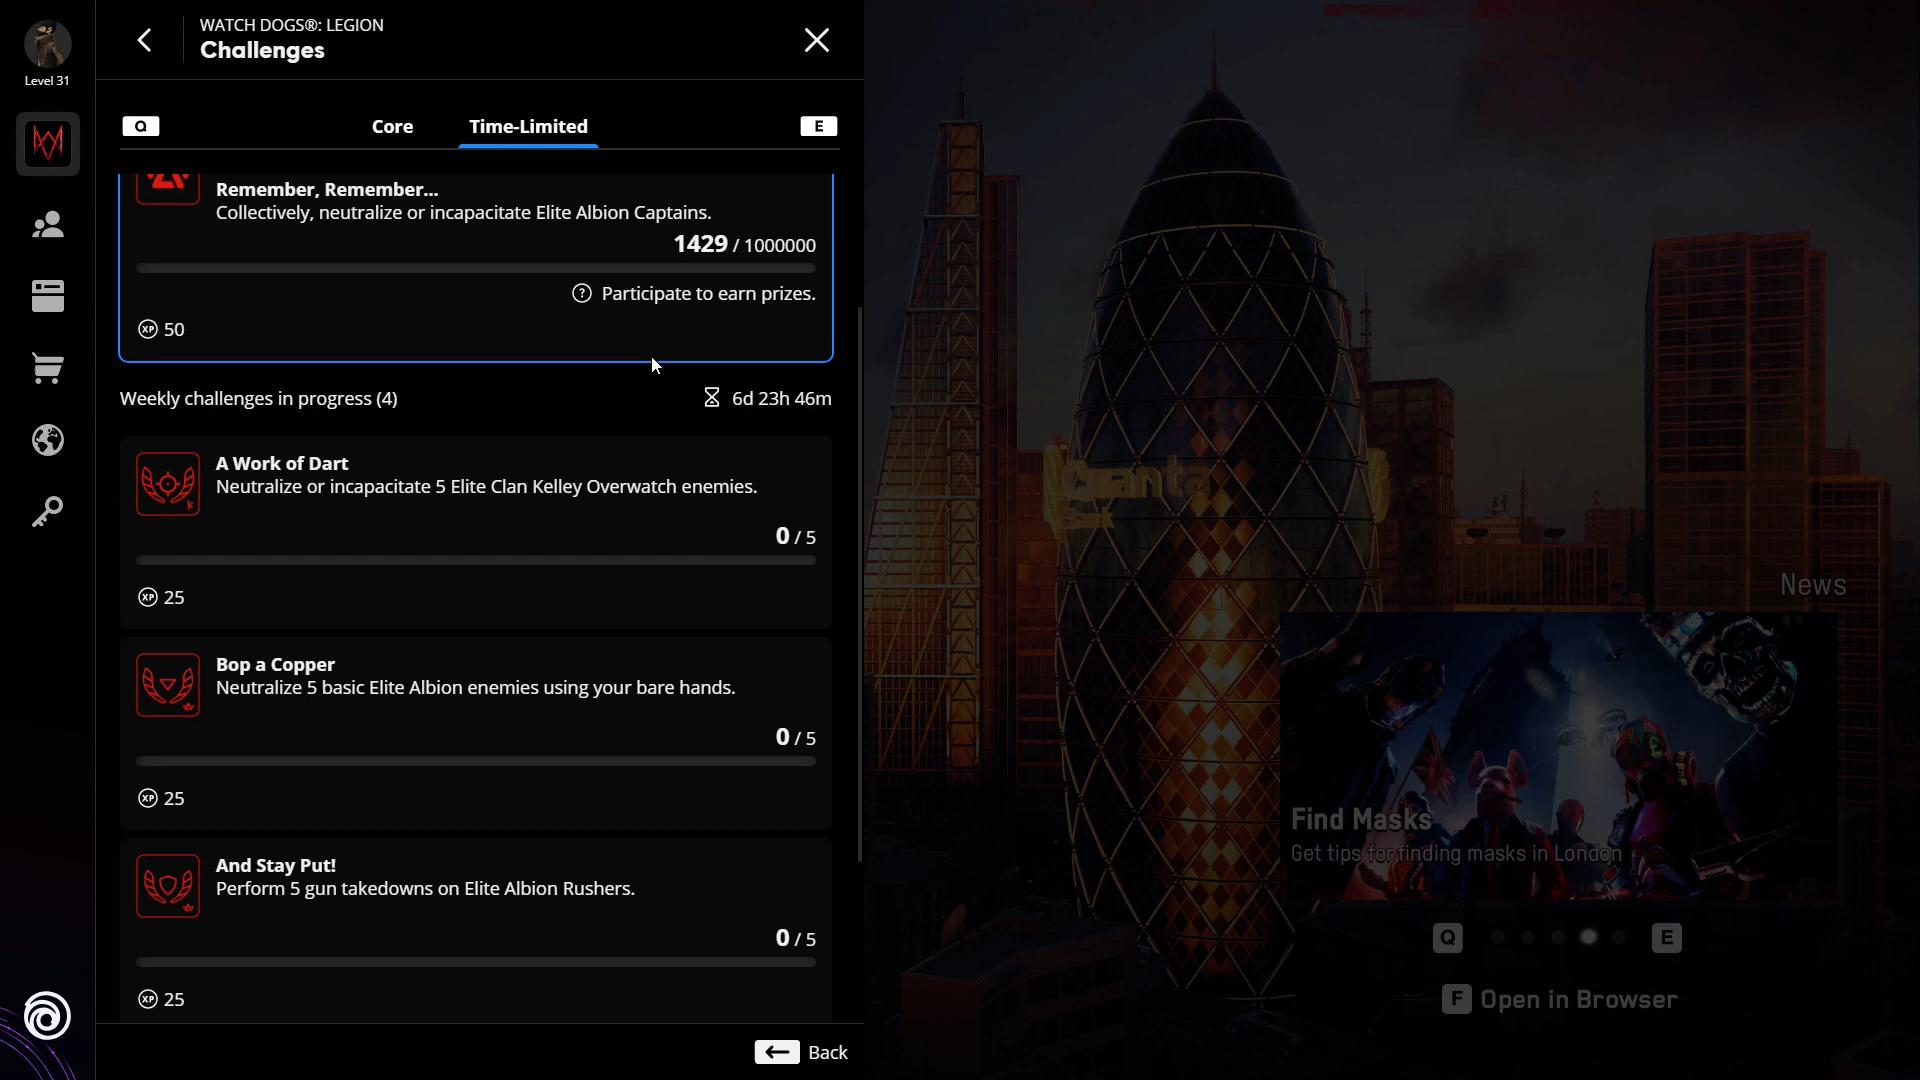 Level 31
WATCH DOGS®: LEGION
Challenges
Q
Core
Time-Limited
E
Remember, Remember...
Collectively, neutralize or incapacitate Elite Albion Captains.
1429 / 1000000
? Participate to earn prizes.
XP 50
Weekly challenges in progress (4)
6d 23h 46m
A Work of Dart
Neutralize or incapacitate 5 Elite Clan Kelley Overwatch enemies.
0 / 5
XP 25
Bop a Copper
Neutralize 5 basic Elite Albion enemies using your bare hands.
0 / 5
XP 25
And Stay Put!
Perform 5 gun takedowns on Elite Albion Rushers.
0 / 5
XP 25
Back
News
Find Masks
Get tips for finding masks in London
Q
E
F Open in Browser